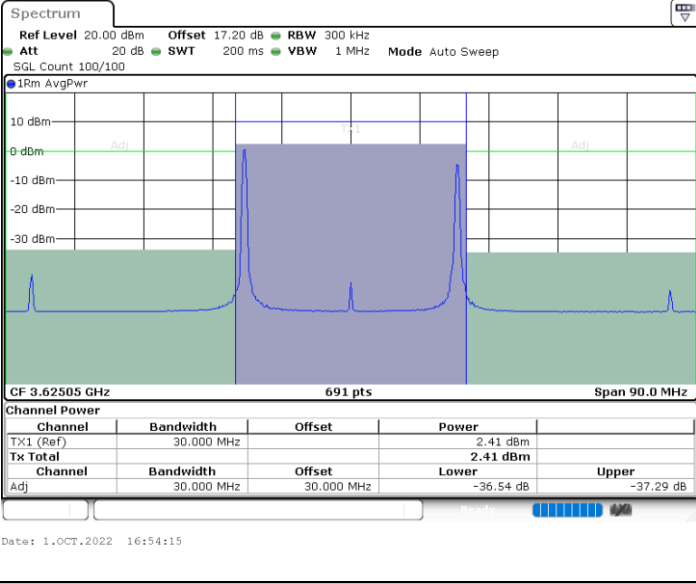 Spectrum
Ref Level 20.00 dBm Offset 17.20 dB RBW 300 kHz
Att 20 dB SWT 200 ms VBW 1 MHz Mode Auto Sweep
SGL Count 100/100
1Rm AvgPwr
10 dBm
Tx1
Adj Adj
0 dBm
-10 dBm
-20 dBm
-30 dBm
CF 3.62505 GHz 691 pts Span 90.0 MHz
Channel Power
Channel Bandwidth Offset Power
TX1 (Ref) 30.000 MHz 2.41 dBm
Tx Total 2.41 dBm
Channel Bandwidth Offset Lower Upper
Adj 30.000 MHz 30.000 MHz -36.54 dB -37.29 dB
Ready
Date: 1.OCT.2022 16:54:15